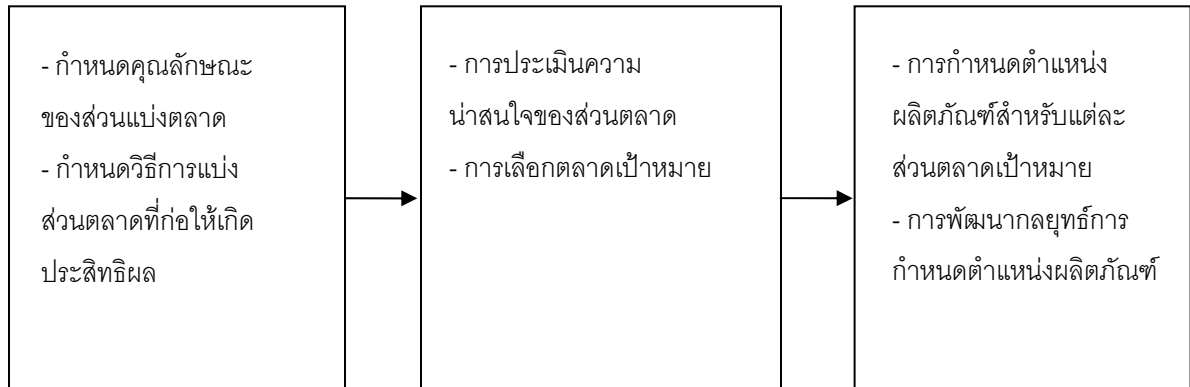 - กำหนดคุณลักษณะ
ของส่วนแบ่งตลาด
- กำหนดวิธีการแบ่ง
ส่วนตลาดที่ก่อให้เกิด
ประสิทธิผล
- การประเมินความ
น่าสนใจของส่วนตลาด
- การเลือกตลาดเป้าหมาย
- การกำหนดตำแหน่ง
ผลิตภัณฑ์สำหรับแต่ละ
ส่วนตลาดเป้าหมาย
- การพัฒนากลยุทธ์การ
กำหนดตำแหน่งผลิตภัณฑ์